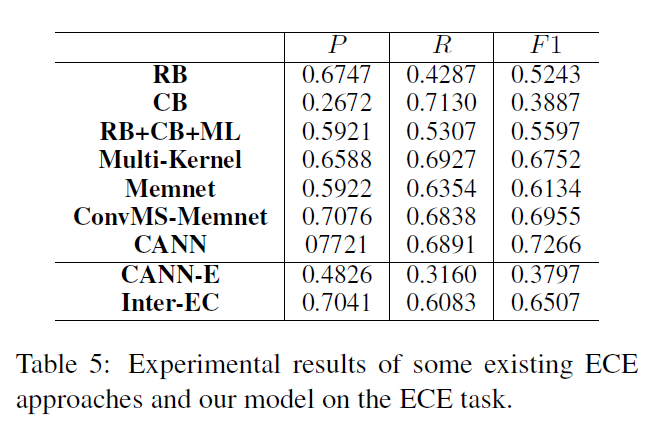 P R F1
RB 0.6747 0.4287 0.5243
CB 0.2672 0.7130 0.3887
RB+CB+ML 0.5921 0.5307 0.5597
Multi-Kernel 0.6588 0.6927 0.6752
Memnet 0.5922 0.6354 0.6134
ConvMS-Memnet 0.7076 0.6838 0.6955
CANN 07721 0.6891 0.7266
CANN-E 0.4826 0.3160 0.3797
Inter-EC 0.7041 0.6083 0.6507
Table 5: Experimental results of some existing ECE
approaches and our model on the ECE task.